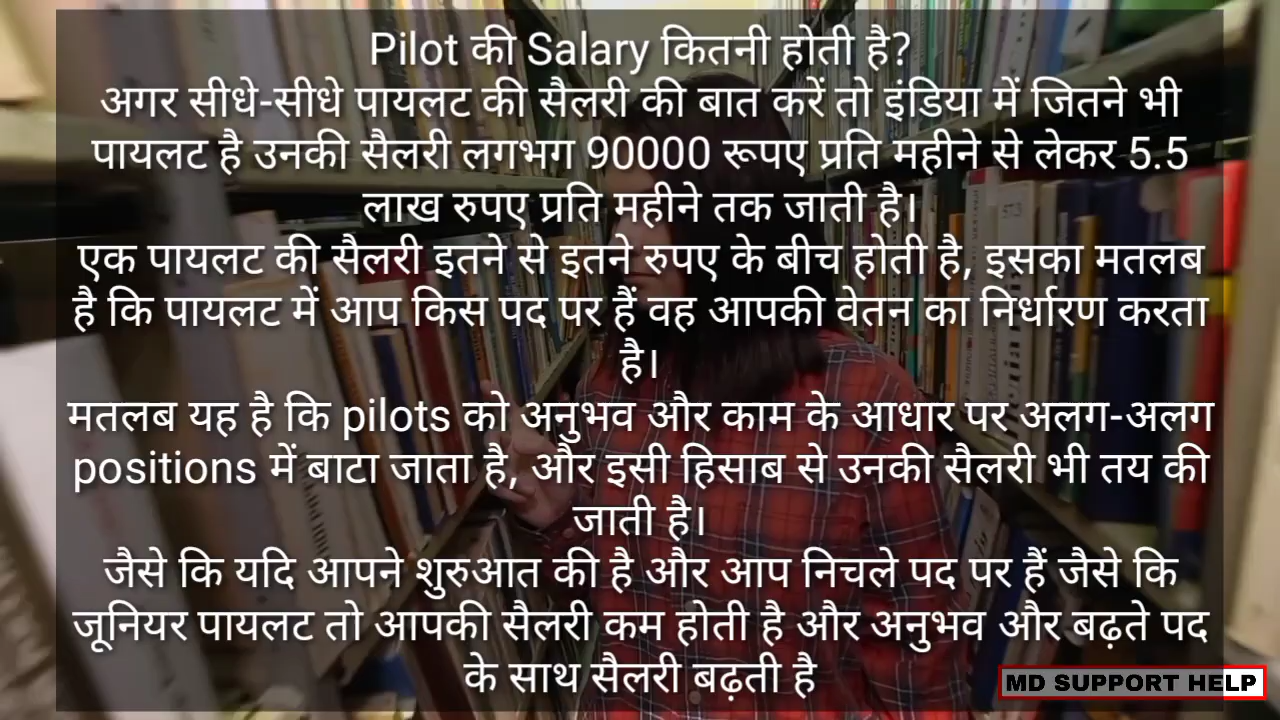 Pilot की Salary कितनी होती है?
अगर सीधे-सीधे पायलट की सैलरी की बात करें तो इंडिया में जितने भी
पायलट है उनकी सैलरी लगभग 90000 रूपए प्रति महीने से लेकर 5.5
लाख रुपए प्रति महीने तक जाती है।
एक पायलट की सैलरी इतने से इतने रुपए के बीच होती है, इसका मतलब
है कि पायलट में आप किस पद पर हैं वह आपकी वेतन का निर्धारण करता
है।
मतलब यह है कि pilots को अनुभव और काम के आधार पर अलग-अलग
positions में बाटा जाता है, और इसी हिसाब से उनकी सैलरी भी तय की
जाती है।
जैसे कि यदि आपने शुरुआत की है और आप निचले पद पर हैं जैसे कि
जूनियर पायलट तो आपकी सैलरी कम होती है और अनुभव और बढ़ते पद
के साथ सैलरी बढ़ती है
MD SUPPORT HELP